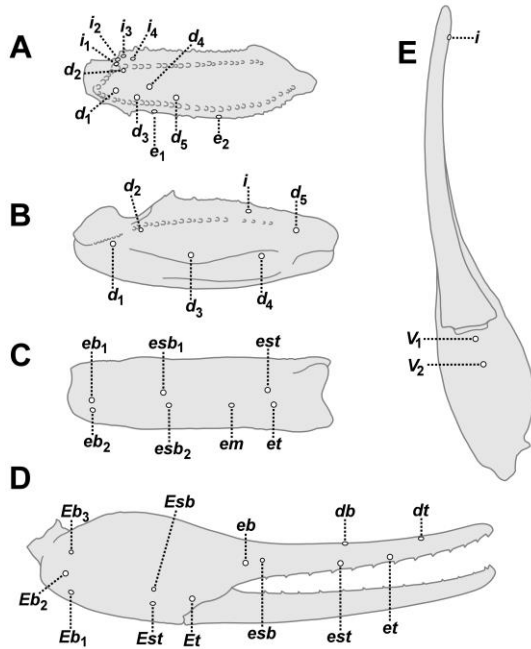 A
i2 i3 i4
i1
d4
d2
d1
d3 d5
e1 e2
B
d2 i d5
d1
d3 d4
C
eb1 esb1 est
eb2 esb2 em et
D
Eb3 Esb eb db dt
Eb2
Eb1 Est Et esb est et
E
i
V1
V2